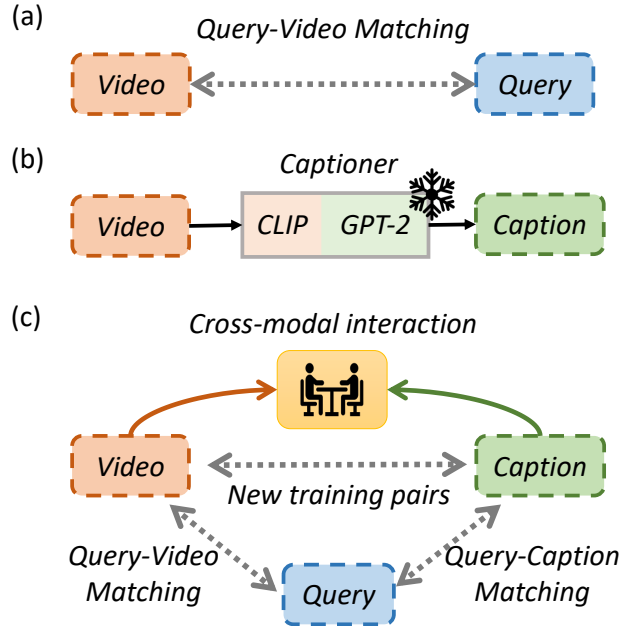 (a)
Query-Video Matching
Video
Query
(b)
Captioner
Video
CLIP
GPT-2
Caption
(c)
Cross-modal interaction
Video
Caption
New training pairs
Query-Video
Matching
Query-Caption
Matching
Query